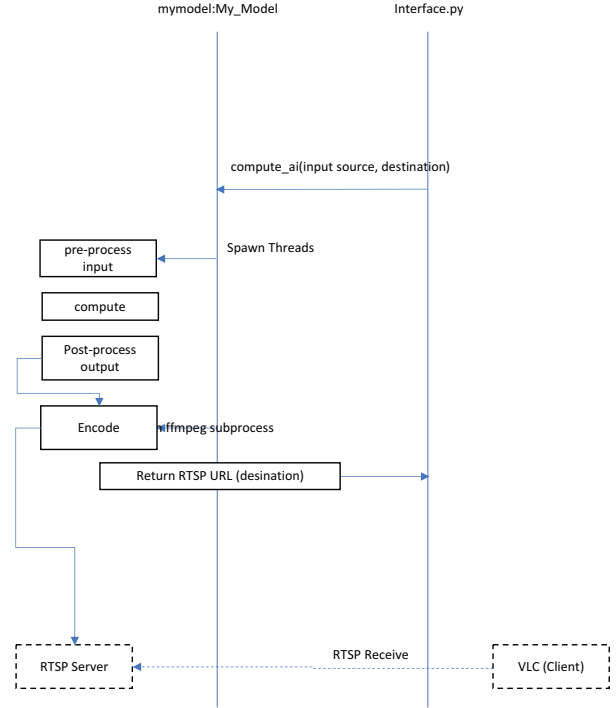 mymodel:My_Model
Interface.py
compute_ai(input source, destination)
Spawn Threads
pre-process
input
compute
Post-process
output
Encode
ffmpeg subprocess
Return RTSP URL (desination)
RTSP Receive
RTSP Server
VLC (Client)